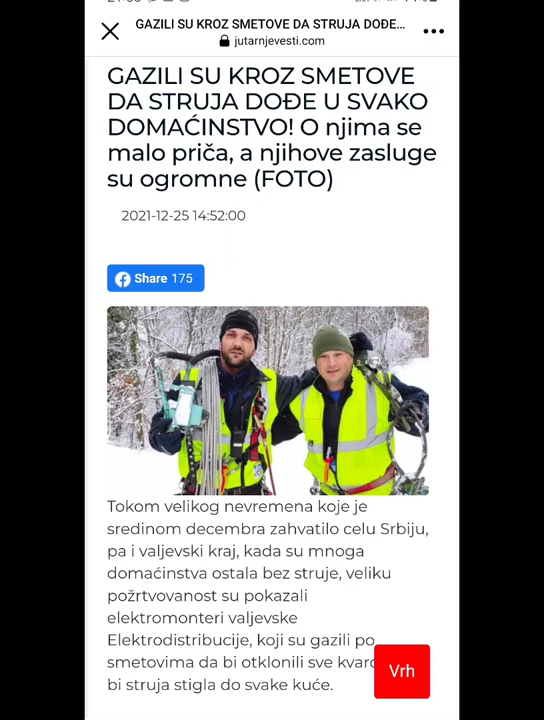 GAZILI SU KROZ SMETOVE DA STRUJA DOĐE...
jutarnjevesti.com
GAZILI SU KROZ SMETOVE
DA STRUJA DOĐE U SVAKO
DOMAĆINSTVO! O njima se
malo priča, a njihove zasluge
su ogromne (FOTO)
2021-12-25 14:52:00
Share 175
Tokom velikog nevremena koje je
sredinom decembra zahvatilo celu Srbiju,
pa i valjevski kraj, kada su mnoga
domaćinstva ostala bez struje, veliku
požrtvovanost su pokazali
elektromonteri valjevske
Elektrodistribucije, koji su gazili po
smetovima da bi otklonili sve
bi struja stigla do svake kuće.
Vrh